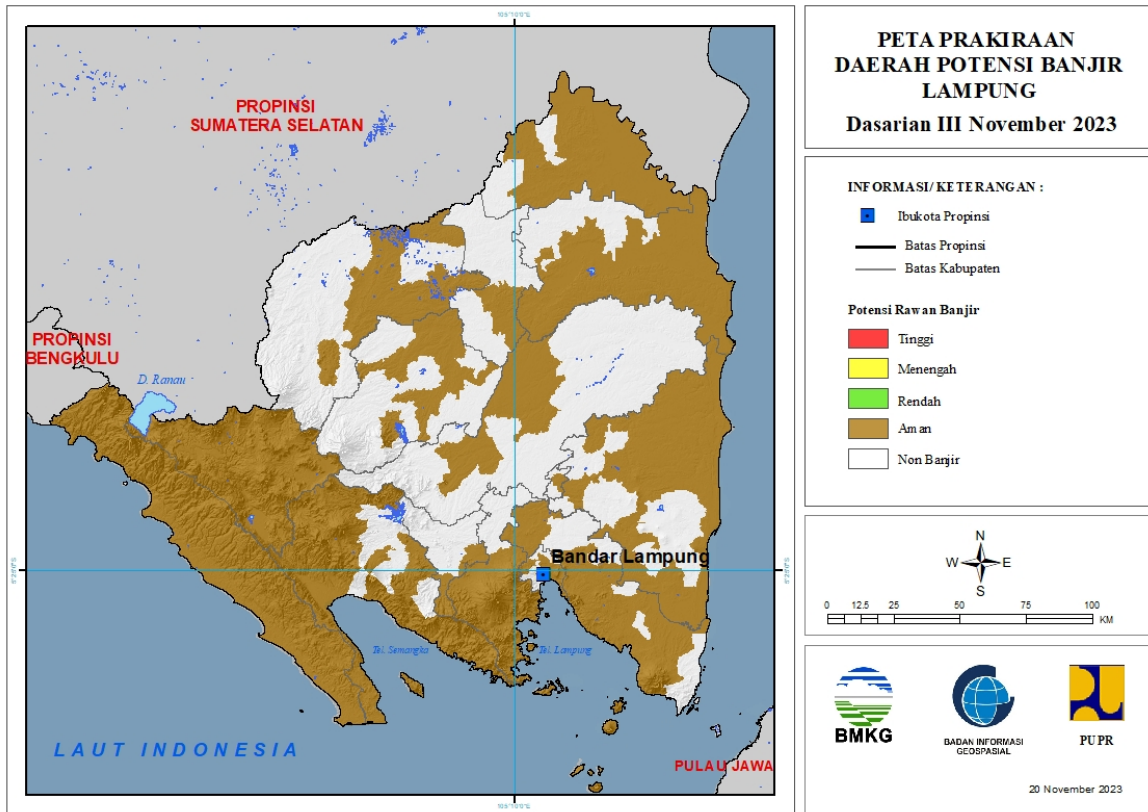 PETA PRAKIRAAN
DAERAH POTENSI BANJIR
LAMPUNG
Dasarian III November 2023
INFORMASI/KETERANGAN :
Ibukota Propinsi
Batas Propinsi
Batas Kabupaten
Potensi Rawan Banjir
Tinggi
Menengah
Rendah
Aman
Non Banjir
N
W E
S
0 12.5 25 50 75 100
KM
BMKG
BADAN INFORMASI
GEOSPASIAL
PUPR
20 November 2023
PROPINSI
SUMATERA SELATAN
PROPINSI
BENGKULU
D. Ranau
Bandar Lampung
Tel. Semangka
Tel. Lampung
LAUT INDONESIA
PULAU JAWA